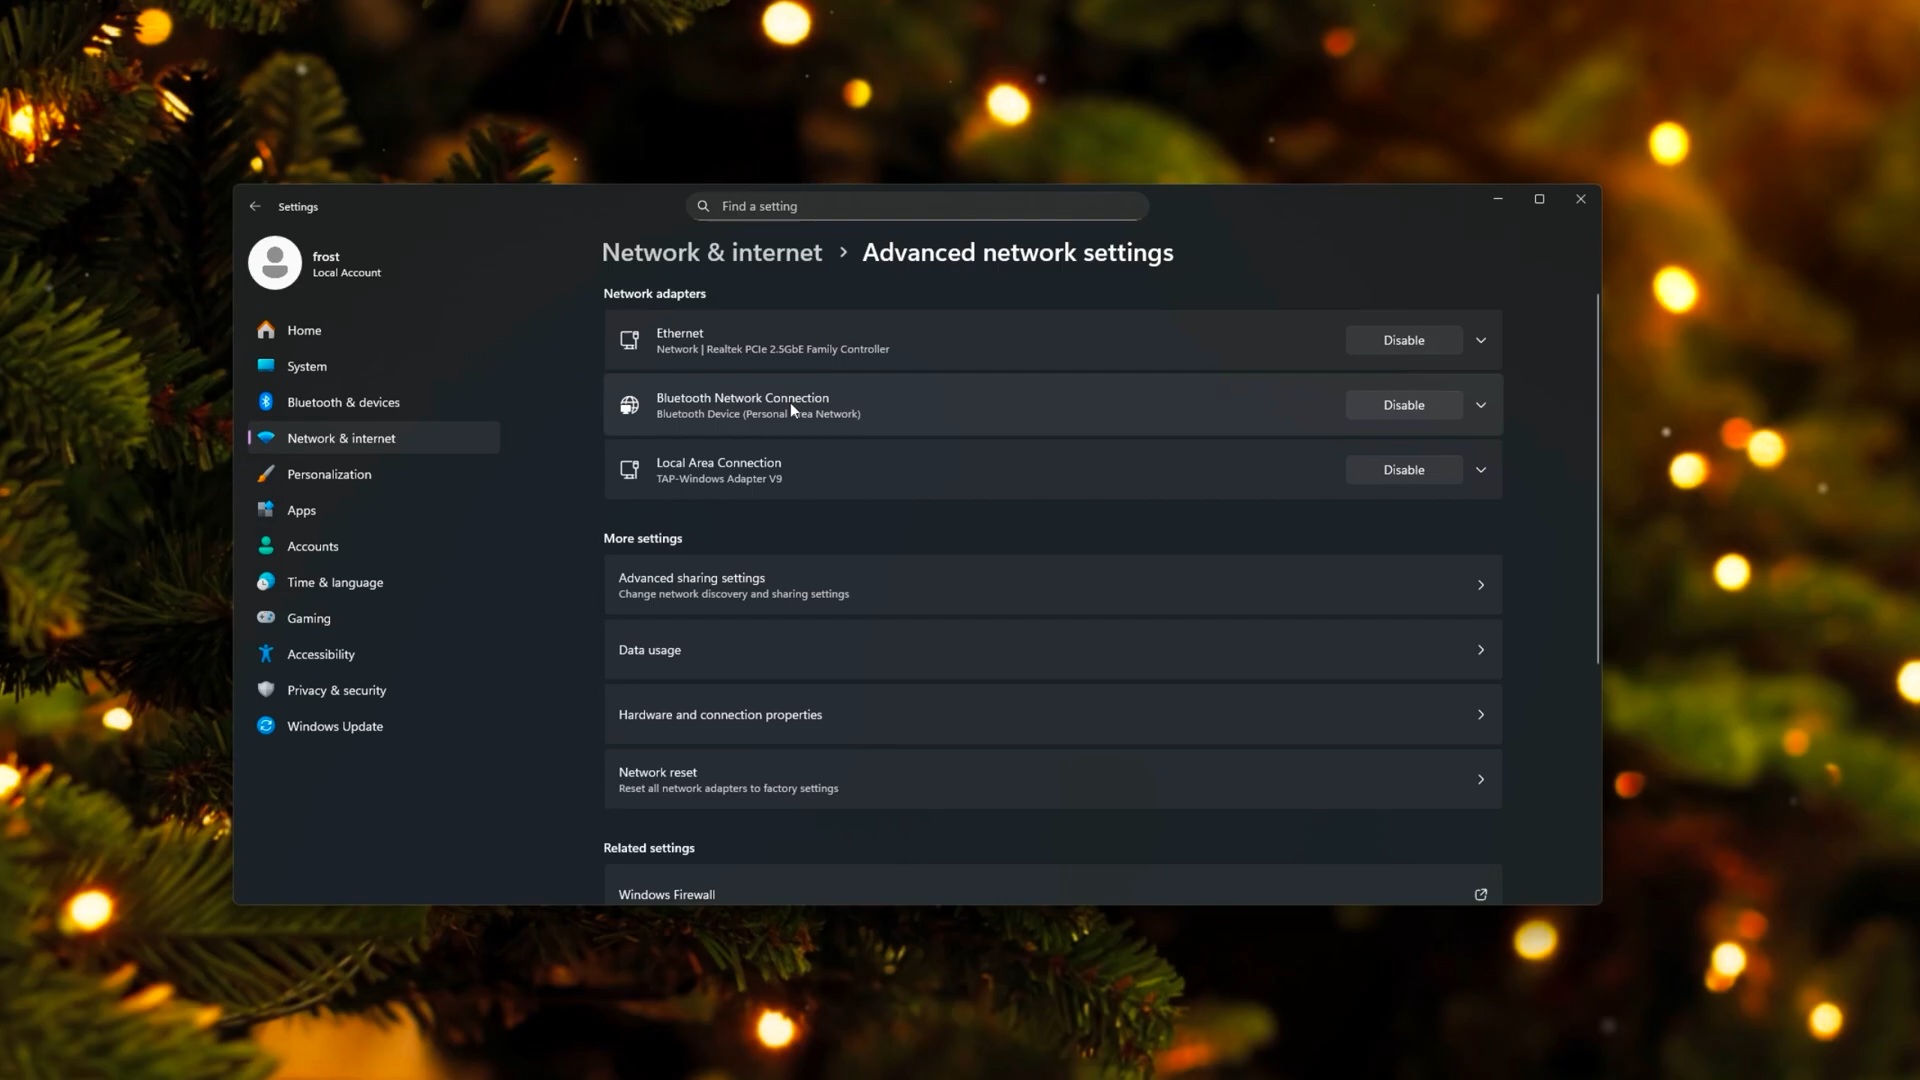 Settings
Find a setting
frost
Local Account
Home
System
Bluetooth & devices
Network & internet
Personalization
Apps
Accounts
Time & language
Gaming
Accessibility
Privacy & security
Windows Update
Network & internet > Advanced network settings
Network adapters
Ethernet
Network | Realtek PCIe 2.5GbE Family Controller
Disable
Bluetooth Network Connection
Bluetooth Device (Personal Area Network)
Disable
Local Area Connection
TAP-Windows Adapter V9
Disable
More settings
Advanced sharing settings
Change network discovery and sharing settings
Data usage
Hardware and connection properties
Network reset
Reset all network adapters to factory settings
Related settings
Windows Firewall